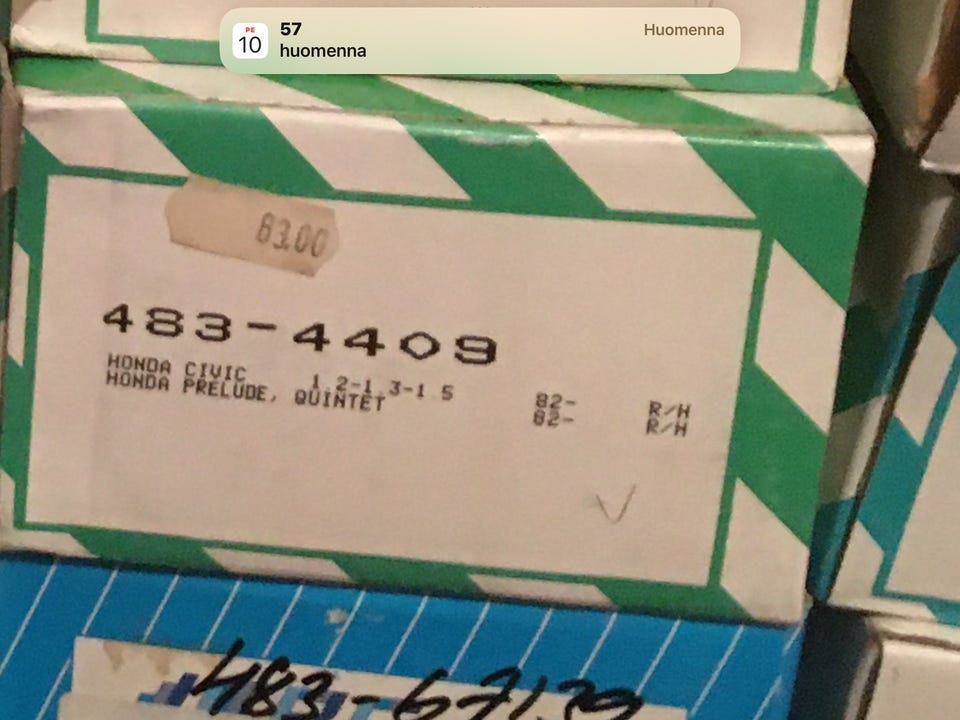 PE
10
57
huomenna
Huomenna
83.00
483-4409
HONDA CIVIC 1.2-1.3-1.5 82- R/H
HONDA PRELUDE, QUINTET 82- R/H